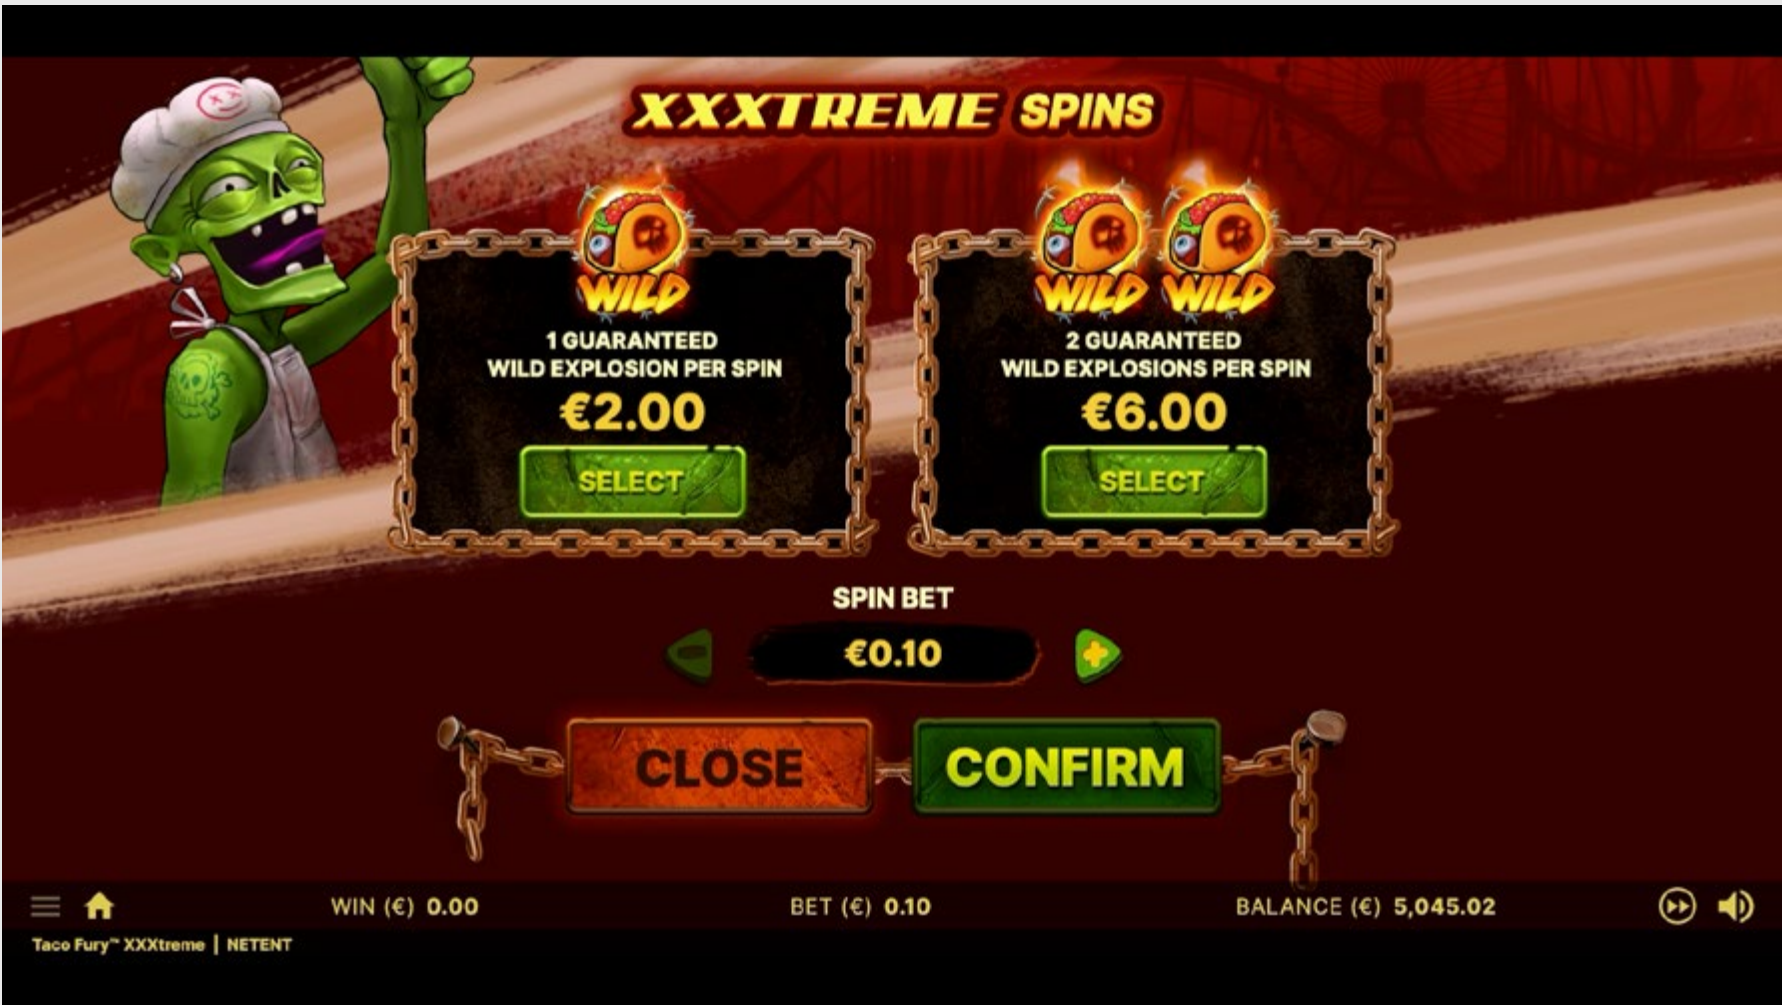 XXXTREME SPINS
WILD
WILD WILD
1 GUARANTEED
WILD EXPLOSION PER SPIN
€2.00
SELECT
2 GUARANTEED
WILD EXPLOSIONS PER SPIN
€6.00
SELECT
SPIN BET
€0.10
CLOSE
CONFIRM
WIN (€) 0.00
BET (€) 0.10
BALANCE (€) 5,045.02
Taco Fury™ XXXtreme | NETENT